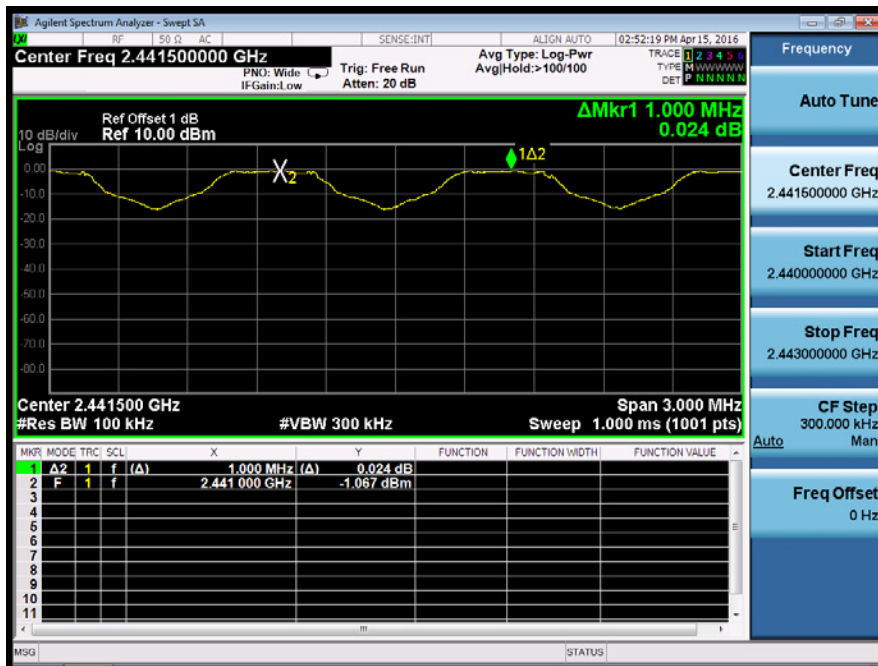 Agilent Spectrum Analyzer - Swept SA
RF 50 Ω AC SENSE:INT ALIGN AUTO 02:52:19 PM Apr 15, 2016
Center Freq 2.441500000 GHz
PNO: Wide
IFGain:Low
Trig: Free Run
Atten: 20 dB
Avg Type: Log-Pwr
Avg|Hold:>100/100
TRACE 1 2 3 4 5 6
TYPE M W W W W W
DET P N N N N N
Frequency
Auto Tune
Center Freq
2.441500000 GHz
Start Freq
2.440000000 GHz
Stop Freq
2.443000000 GHz
CF Step
300.000 kHz
Auto Man
Freq Offset
0 Hz
ΔMkr1 1.000 MHz
0.024 dB
Ref Offset 1 dB
10 dB/div Ref 10.00 dBm
Log
0.00
-10.0
-20.0
-30.0
-40.0
-50.0
-60.0
-70.0
-80.0
X2
1Δ2
Center 2.441500 GHz Span 3.000 MHz
#Res BW 100 kHz #VBW 300 kHz Sweep 1.000 ms (1001 pts)
MKR MODE TRC SCL X Y FUNCTION FUNCTION WIDTH FUNCTION VALUE
1 Δ2 1 f (Δ) 1.000 MHz (Δ) 0.024 dB
2 F 1 f 2.441 000 GHz -1.067 dBm
3
4
5
6
7
8
9
10
11
MSG STATUS